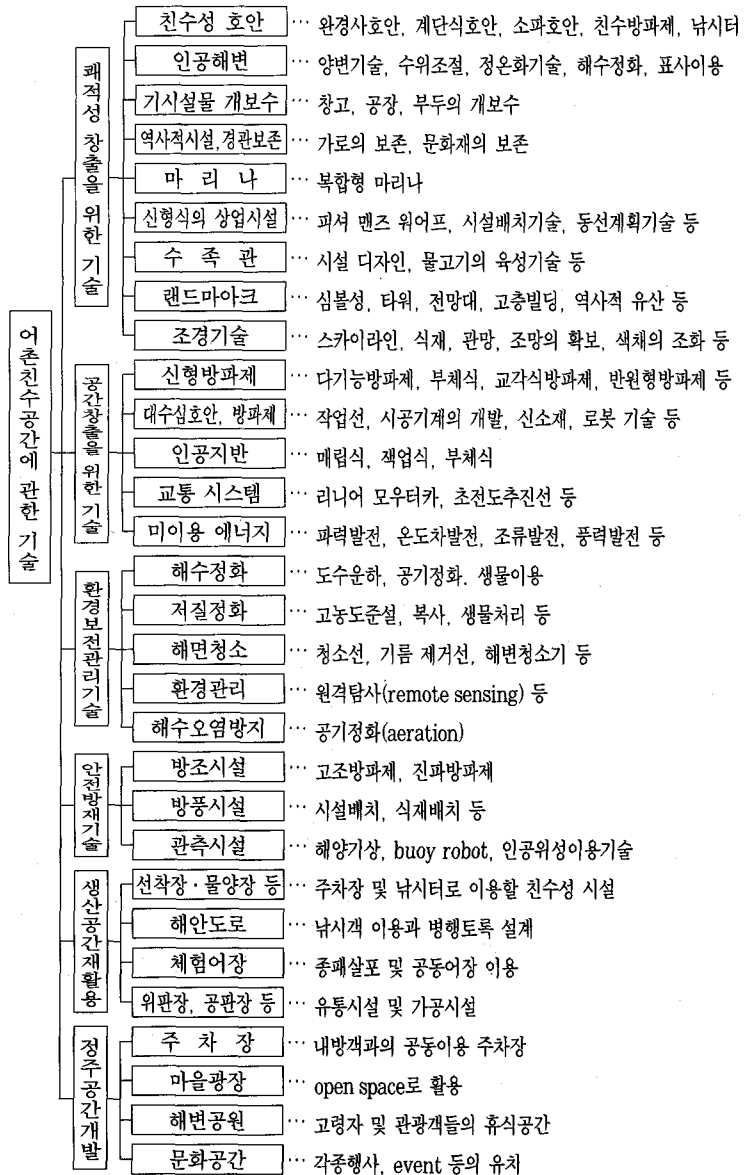 어촌친수공간에 관한 기술
쾌적성 창출을 위한 기술
친수성 호안 … 완경사호안, 계단식호안, 소파호안, 친수방파제, 낚시터
인공해변 … 양변기술, 수위조절, 정온화기술, 해수정화, 표사이용
기시설물 개보수 … 창고, 공장, 부두의 개보수
역사적시설,경관보존 … 가로의 보존, 문화재의 보존
마 리 나 … 복합형 마리나
신형식의 상업시설 … 피셔 맨즈 워어프, 시설배치기술, 동선계획기술 등
수 족 관 … 시설 디자인, 물고기의 육성기술 등
랜드마아크 … 심볼성, 타워, 전망대, 고층빌딩, 역사적 유산 등
조경기술 … 스카이라인, 식재, 관망, 조망의 확보, 색채의 조화 등
공간창출을 위한 기술
신형방파제 … 다기능방파제, 부체식, 교각식방파제, 반원형방파제 등
대수심호안, 방파제 … 작업선, 시공기계의 개발, 신소재, 로봇 기술 등
인공지반 … 매립식, 잭업식, 부체식
교통 시스템 … 리니어 모우터카, 초전도추진선 등
미이용 에너지 … 파력발전, 온도차발전, 조류발전, 풍력발전 등
환경보전관리기술
해수정화 … 도수운하, 공기정화. 생물이용
저질정화 … 고농도준설, 복사, 생물처리 등
해면청소 … 청소선, 기름 제거선, 해변청소기 등
환경관리 … 원격탐사(remote sensing) 등
해수오염방지 … 공기정화(aeration)
안전방재기술
방조시설 … 고조방파제, 진파방파제
방풍시설 … 시설배치, 식재배치 등
관측시설 … 해양기상, buoy robot, 인공위성이용기술
생산공간재활용
선착장·물양장 등 … 주차장 및 낚시터로 이용할 친수성 시설
해안도로 … 낚시객 이용과 병행토록 설계
체험어장 … 종패살포 및 공동어장 이용
위판장, 공판장 등 … 유통시설 및 가공시설
정주공간개발
주 차 장 … 내방객과의 공동이용 주차장
마을광장 … open space로 활용
해변공원 … 고령자 및 관광객들의 휴식공간
문화공간 … 각종행사, event 등의 유치